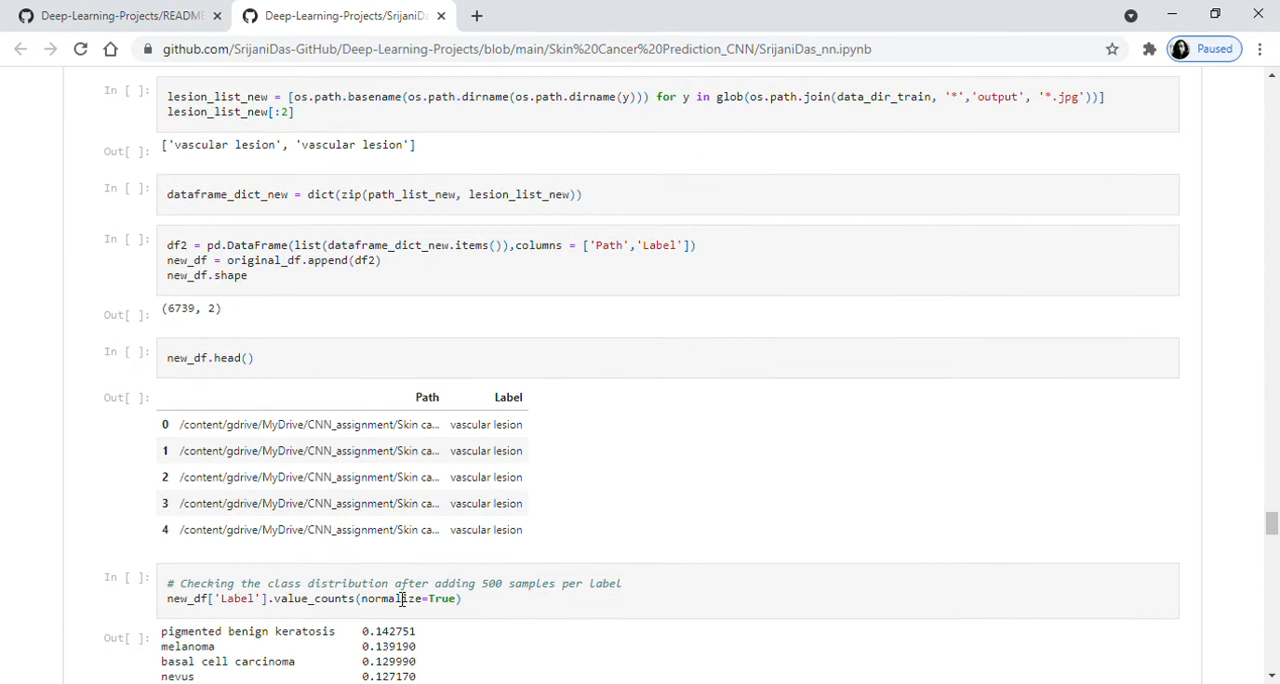 Deep-Learning-Projects/README
Deep-Learning-Projects/Srijani
github.com/SrijaniDas-GitHub/Deep-Learning-Projects/blob/main/Skin%20Cancer%20Prediction_CNN/SrijaniDas_nn.ipynb
Paused
In [ ]:
lesion_list_new = [os.path.basename(os.path.dirname(os.path.dirname(y))) for y in glob(os.path.join(data_dir_train, '*','output', '*.jpg'))]
lesion_list_new[:2]
Out[ ]:
['vascular lesion', 'vascular lesion']
In [ ]:
dataframe_dict_new = dict(zip(path_list_new, lesion_list_new))
In [ ]:
df2 = pd.DataFrame(list(dataframe_dict_new.items()),columns = ['Path','Label'])
new_df = original_df.append(df2)
new_df.shape
Out[ ]:
(6739, 2)
In [ ]:
new_df.head()
Out[ ]:
Path Label
0 /content/gdrive/MyDrive/CNN_assignment/Skin ca... vascular lesion
1 /content/gdrive/MyDrive/CNN_assignment/Skin ca... vascular lesion
2 /content/gdrive/MyDrive/CNN_assignment/Skin ca... vascular lesion
3 /content/gdrive/MyDrive/CNN_assignment/Skin ca... vascular lesion
4 /content/gdrive/MyDrive/CNN_assignment/Skin ca... vascular lesion
In [ ]:
# Checking the class distribution after adding 500 samples per label
new_df['Label'].value_counts(normalize=True)
Out[ ]:
pigmented benign keratosis 0.142751
melanoma 0.139190
basal cell carcinoma 0.129990
nevus 0.127170